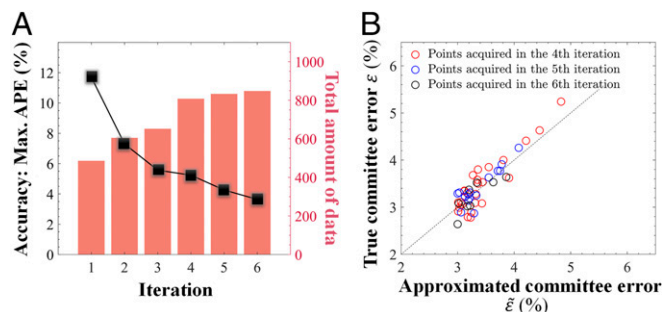 A
Accuracy: Max. APE (%)
12
10
8
6
4
2
0
1 2 3 4 5 6
Iteration
1000
800
600
400
200
0
Total amount of data
B
True committee error ε (%)
6
5
4
3
2
Points acquired in the 4th iteration
Points acquired in the 5th iteration
Points acquired in the 6th iteration
2 3 4 5 6
Approximated committee error
ε̃ (%)